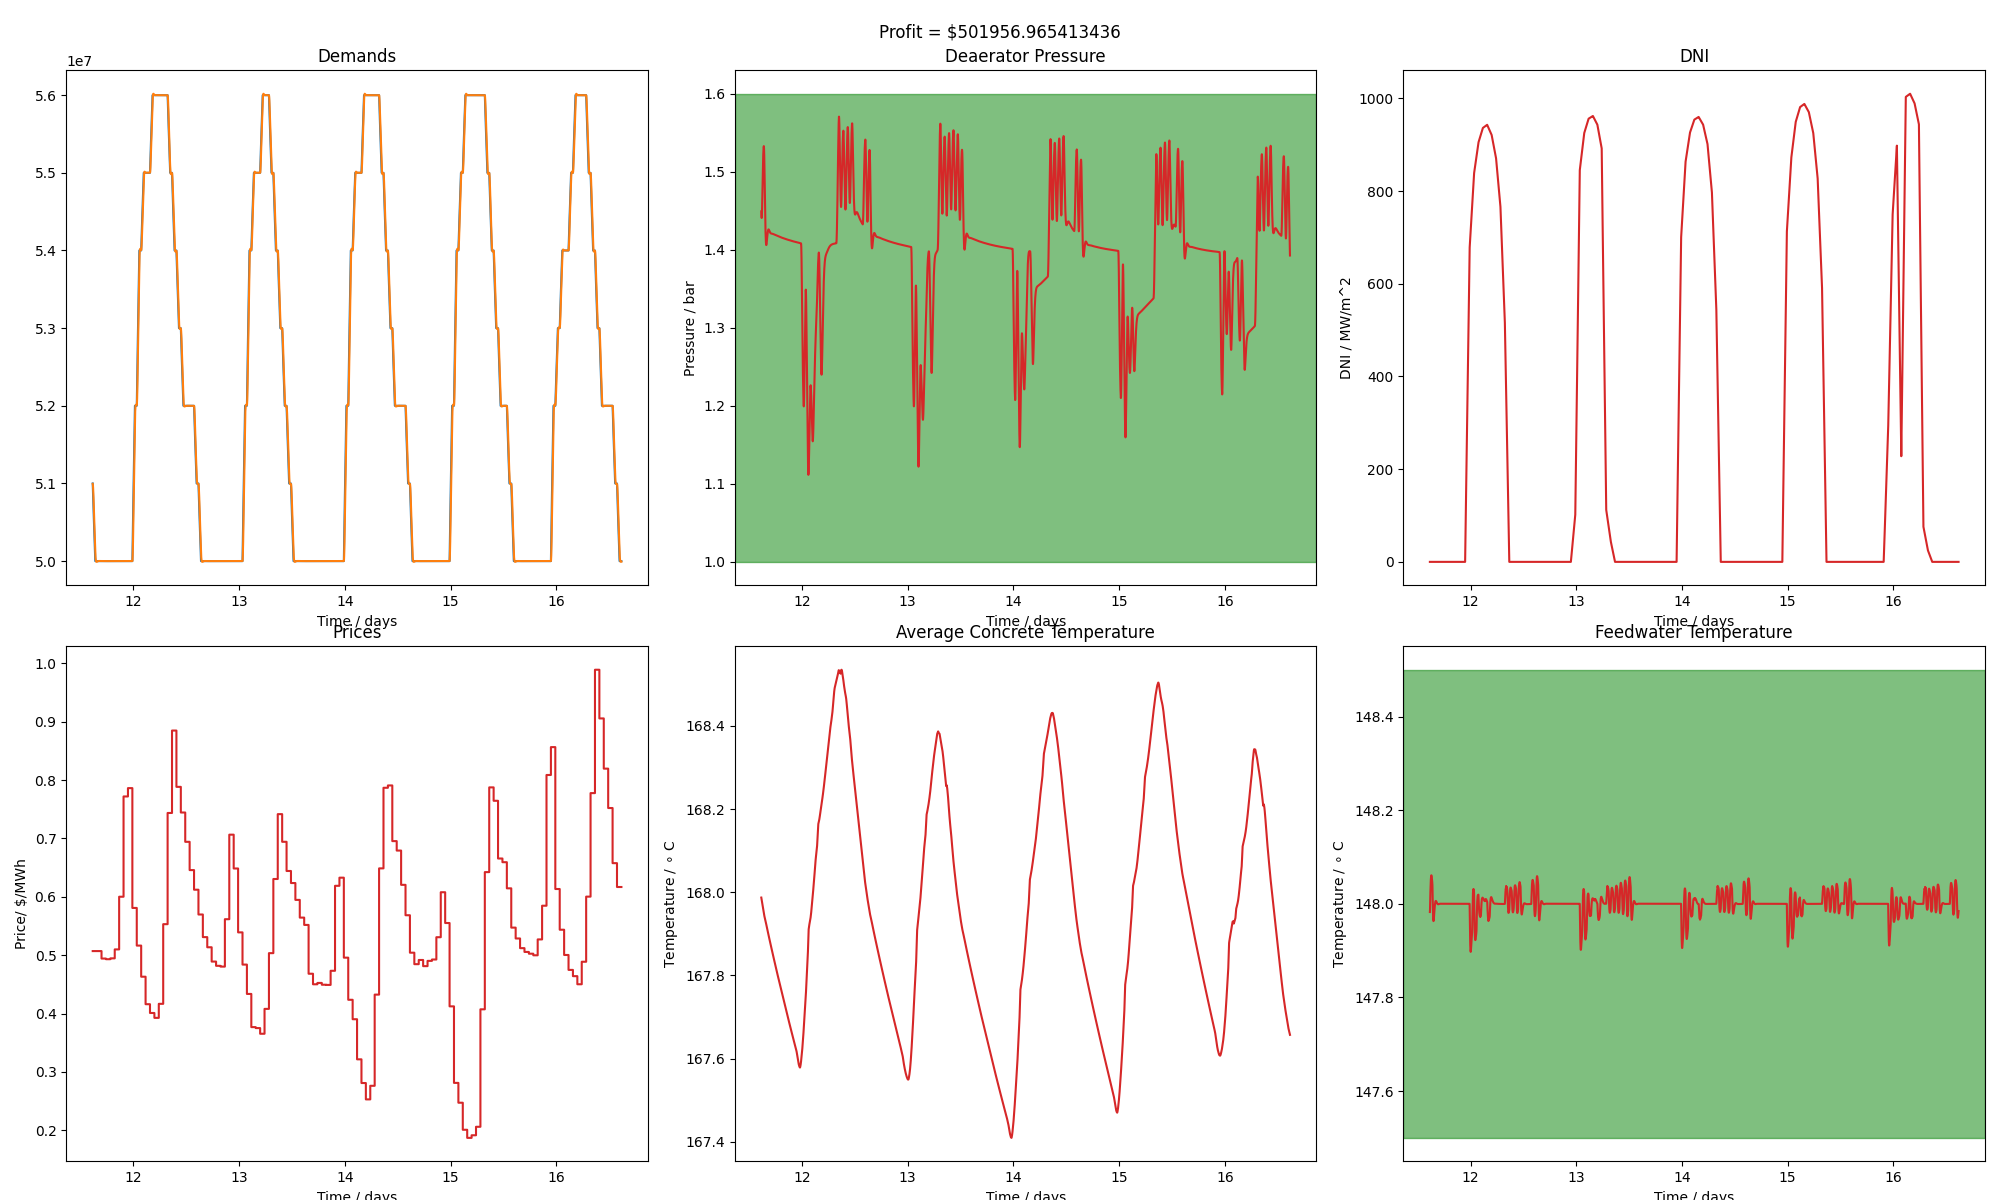 Profit = $501956.965413436
Demands
1e7
5.6
5.5
5.4
5.3
5.2
5.1
5.0
12 13 14 15 16
Time / days
Deaerator Pressure
Pressure / bar
1.6
1.5
1.4
1.3
1.2
1.1
1.0
12 13 14 15 16
Time / days
DNI
DNI / MW/m^2
1000
800
600
400
200
0
12 13 14 15 16
Time / days
Prices
Price/ $/MWh
1.0
0.9
0.8
0.7
0.6
0.5
0.4
0.3
0.2
12 13 14 15 16
Time / days
Average Concrete Temperature
Temperature / ∘ C
168.4
168.2
168.0
167.8
167.6
167.4
12 13 14 15 16
Time / days
Feedwater Temperature
Temperature / ∘ C
148.4
148.2
148.0
147.8
147.6
12 13 14 15 16
Time / days